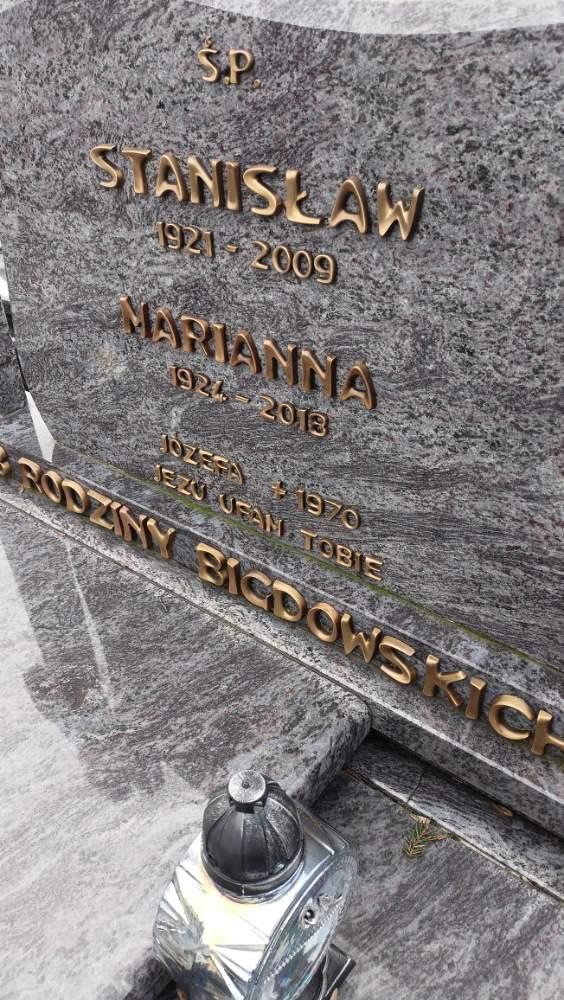 Ś.P.
STANISŁAW
1921 - 2009
MARIANNA
1924 - 2018
JÓZEFA + 1970
JEZU UFAM TOBIE
RODZINY BIGDOWSKICH